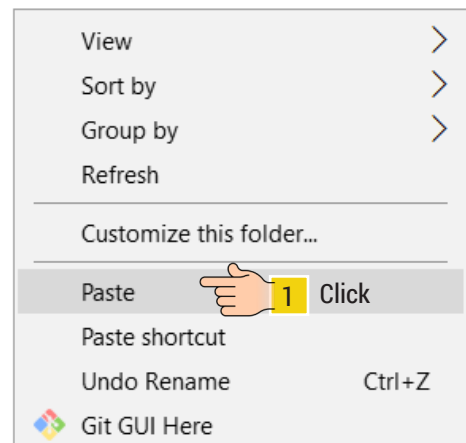 View
Sort by
Group by
Refresh
Customize this folder...
Paste 1 Click
Paste shortcut
Undo Rename Ctrl+Z
Git GUI Here